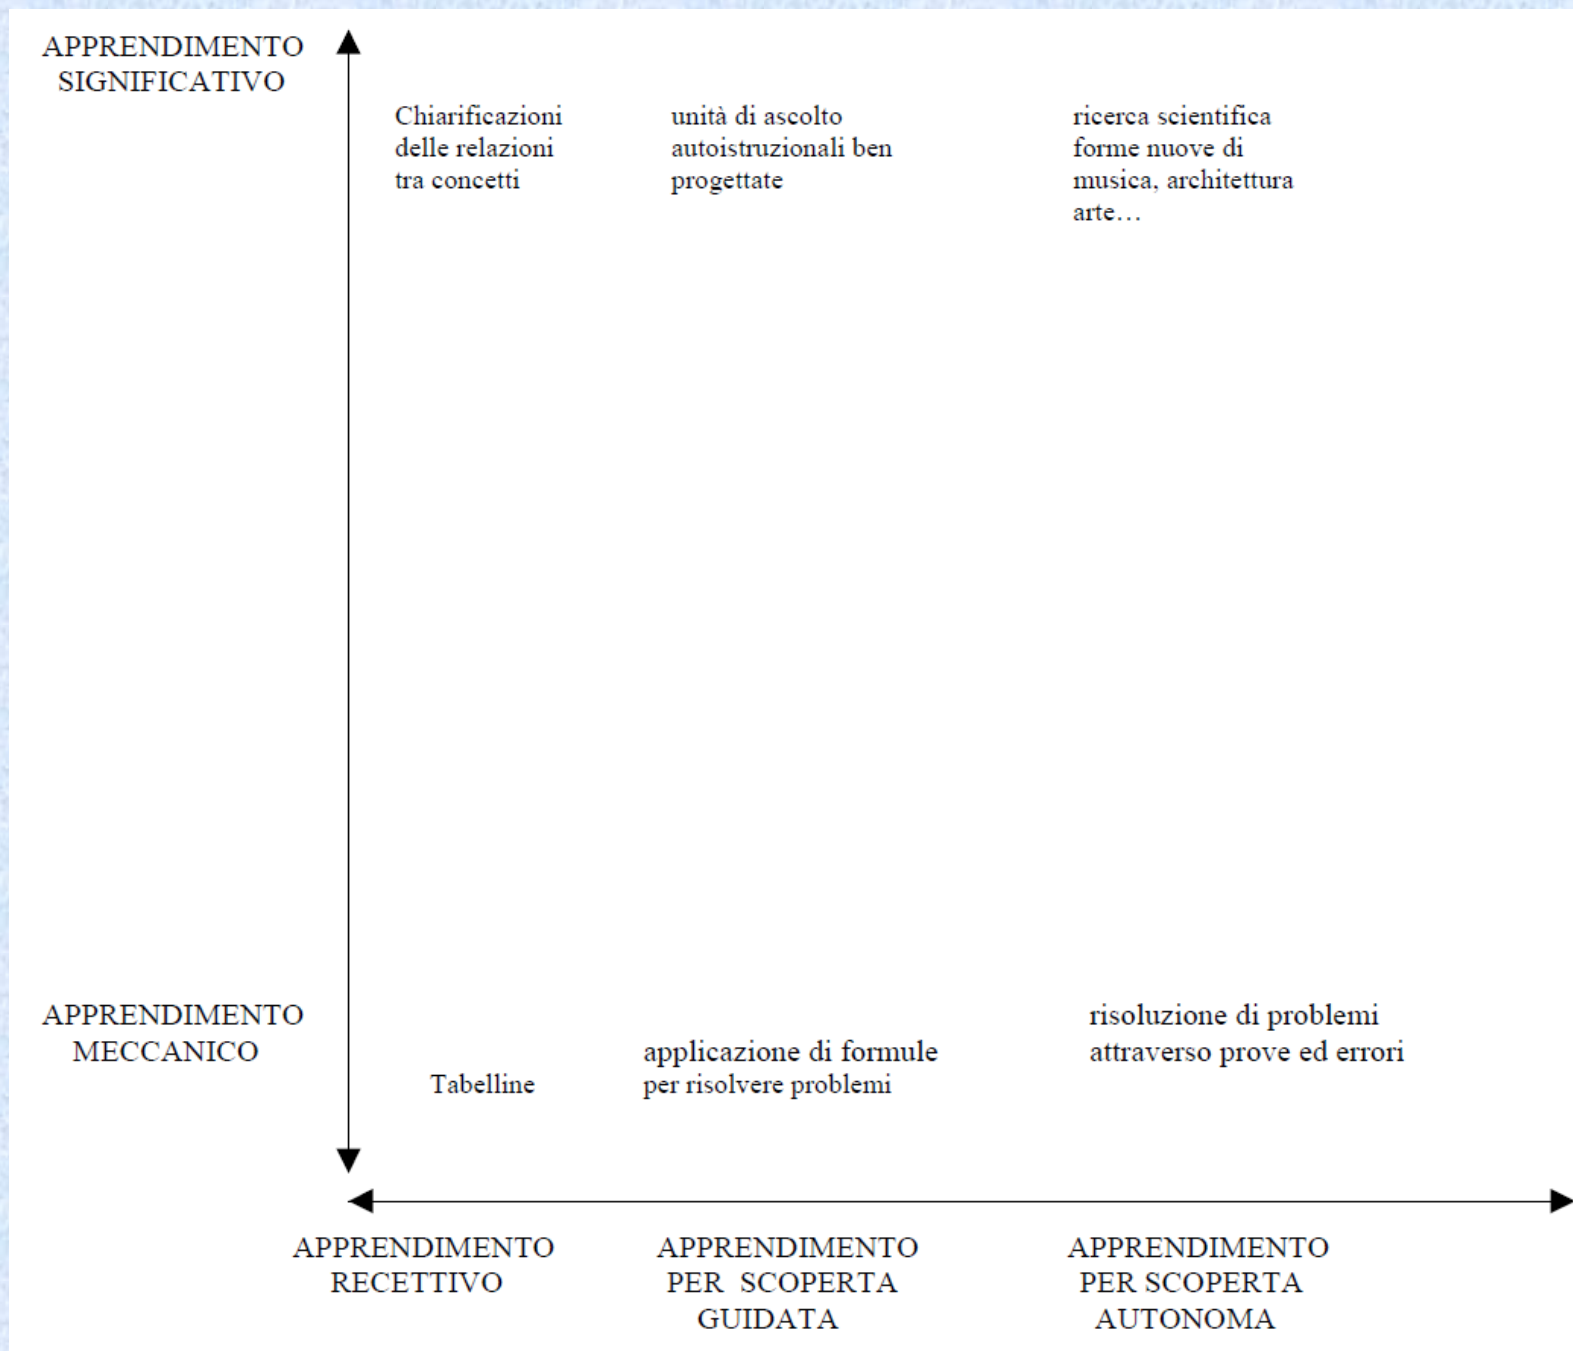 APPRENDIMENTO
SIGNIFICATIVO
Chiarificazioni
delle relazioni
tra concetti
unità di ascolto
autoistruzionali ben
progettate
ricerca scientifica
forme nuove di
musica, architettura
arte…
APPRENDIMENTO
MECCANICO
Tabelline
applicazione di formule
per risolvere problemi
risoluzione di problemi
attraverso prove ed errori
APPRENDIMENTO
RECETTIVO
APPRENDIMENTO
PER SCOPERTA
GUIDATA
APPRENDIMENTO
PER SCOPERTA
AUTONOMA